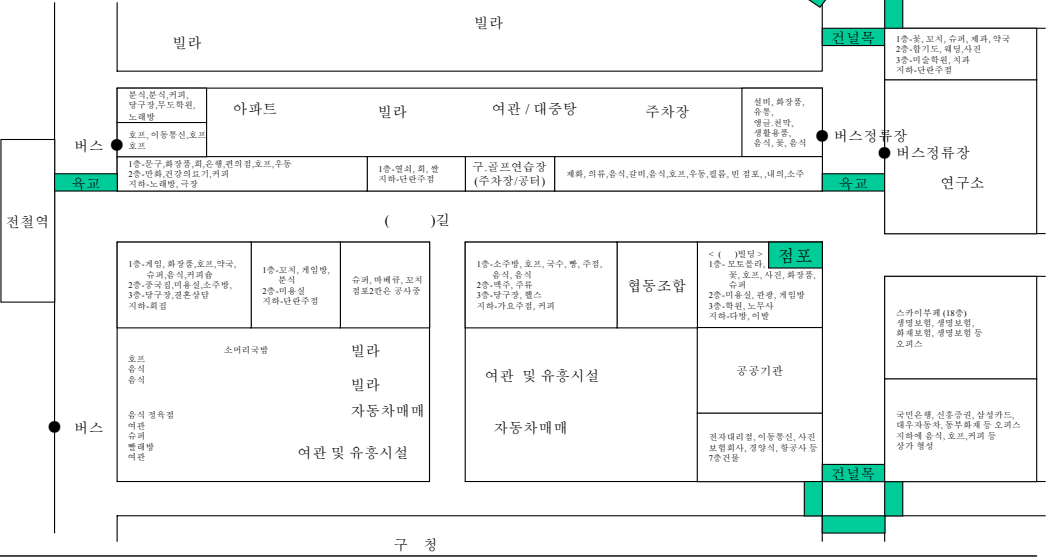 빌라
빌라
건널목
1층-꽃, 꼬치, 슈퍼, 제과, 약국
2층-합기도, 웨딩,사진
3층-미술학원, 치과
지하-단란주점
분식,분식,커피,
당구장,무도학원,
노래방
호프, 이동통신,호프
호프
아파트
빌라
여관 / 대중탕
주차장
설비, 화장품,
유통,
앵글.천막,
생활용품,
음식, 꽃, 음식
버스
버스정류장
버스정류장
1층-문구,화장품,회,은행,편의점,호프,우동
2층-만화,건강의료기,커피
지하-노래방, 극장
1층-열쇠, 회, 쌀
지하-단란주점
구.골프연습장
(주차장/공터)
제화, 의류,음식,갈비,음식,호프,우동,필름, 빈 점포, ,내의,소주
육교
육교
연구소
전철역
( )길
1층-게임, 화장품,호프,약국,
슈퍼,음식,커피숍
2층-중국집,미용실,소주방,
3층-당구장,결혼상담
지하-회집
1층-꼬치, 게임방,
분식
2층-미용실
지하-단란주점
슈퍼, 바베큐, 꼬치
점포2칸은 공사중
1층-소주방, 호프, 국수, 빵, 주점,
음식, 음식
2층-맥주, 주류
3층-당구장, 헬스
지하-가요주점, 커피
협동조합
< ( )빌딩 >
점포
1층- 모토롤라,
꽃, 호프, 사진, 화장품,
슈퍼
2층-미용실, 관광, 게임방
3층-학원, 노무사
지하-다방, 이발
스카이부페 (18층)
생명보험, 생명보험,
화재보험, 생명보험 등
오피스
소머리국밥
호프
음식
음식
빌라
빌라
자동차매매
음식 정육점
여관
슈퍼
빨래방
여관
여관 및 유흥시설
버스
여관 및 유흥시설
자동차매매
공공기관
전자대리점, 이동통신, 사진
보험회사, 경양식, 항공사 등
7층건물
국민은행, 신흥증권, 삼성카드,
대우자동차, 동부화재 등 오피스
지하에 음식, 호프,커피 등
상가 형성
건널목
구 청